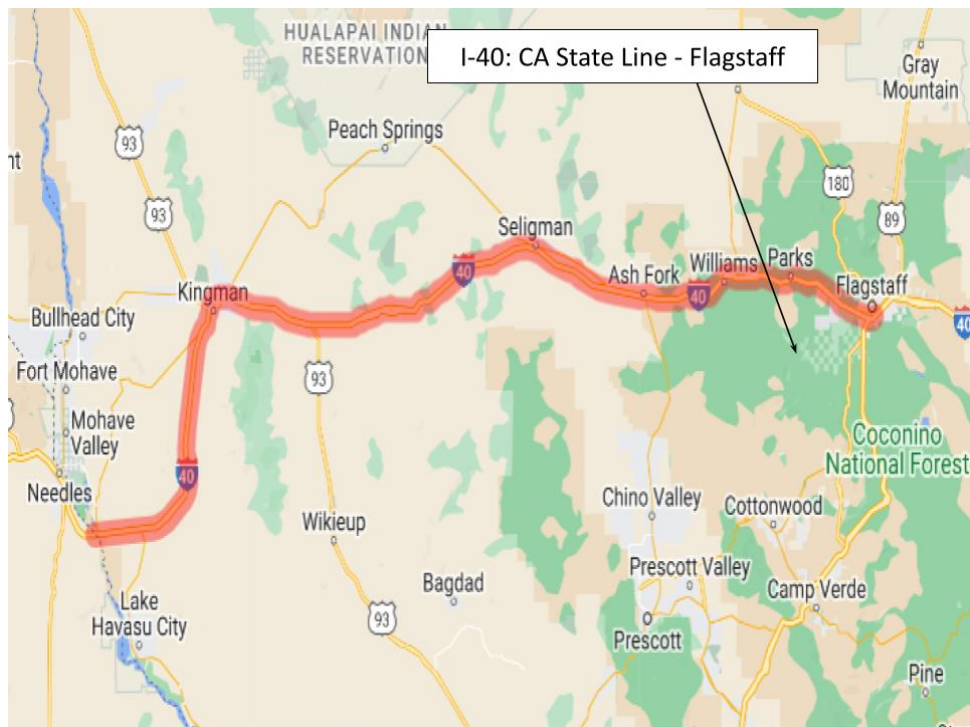 HUALAPAI INDIAN
RESERVATION
I-40: CA State Line - Flagstaff
Gray
Mountain
93
Peach Springs
180
93
89
Seligman
40
Ash Fork
Williams
Parks
Flagstaff
40
40
Kingman
Bullhead City
Fort Mohave
93
Mohave
Valley
Coconino
National Forest
40
Needles
Chino Valley
Cottonwood
Wikieup
Prescott Valley
Bagdad
Camp Verde
Lake
Havasu City
93
Prescott
Pine